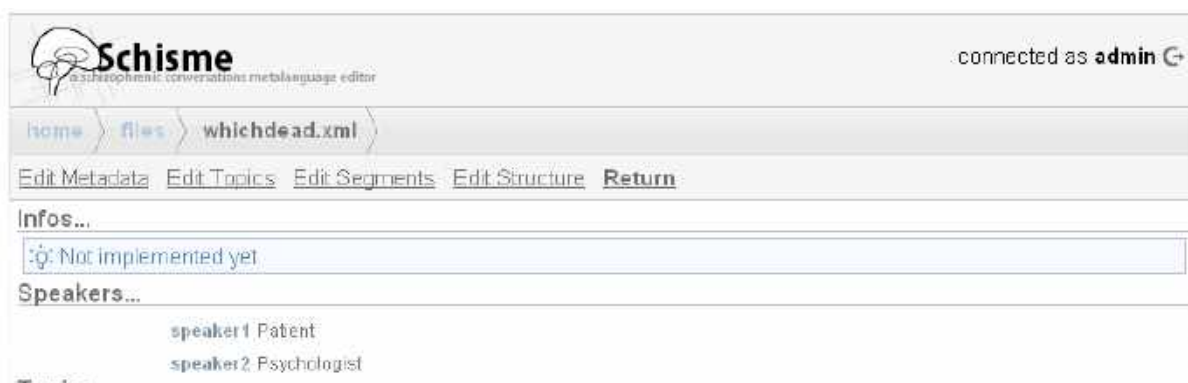 Schisme
a schizophrenic conversations metalanguage editor
connected as admin
home files whichdead.xml
Edit Metadata Edit Topics Edit Segments Edit Structure Return
Infos...
Not implemented yet
Speakers...
speaker1 Patient
speaker2 Psychologist